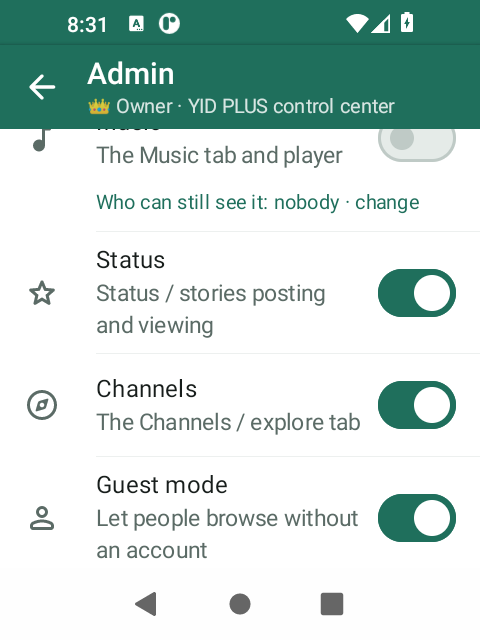 8:31
A
Admin
👑 Owner · YID PLUS control center
Music
The Music tab and player
Who can still see it: nobody · change
Status
Status / stories posting
and viewing
Channels
The Channels / explore tab
Guest mode
Let people browse without
an account